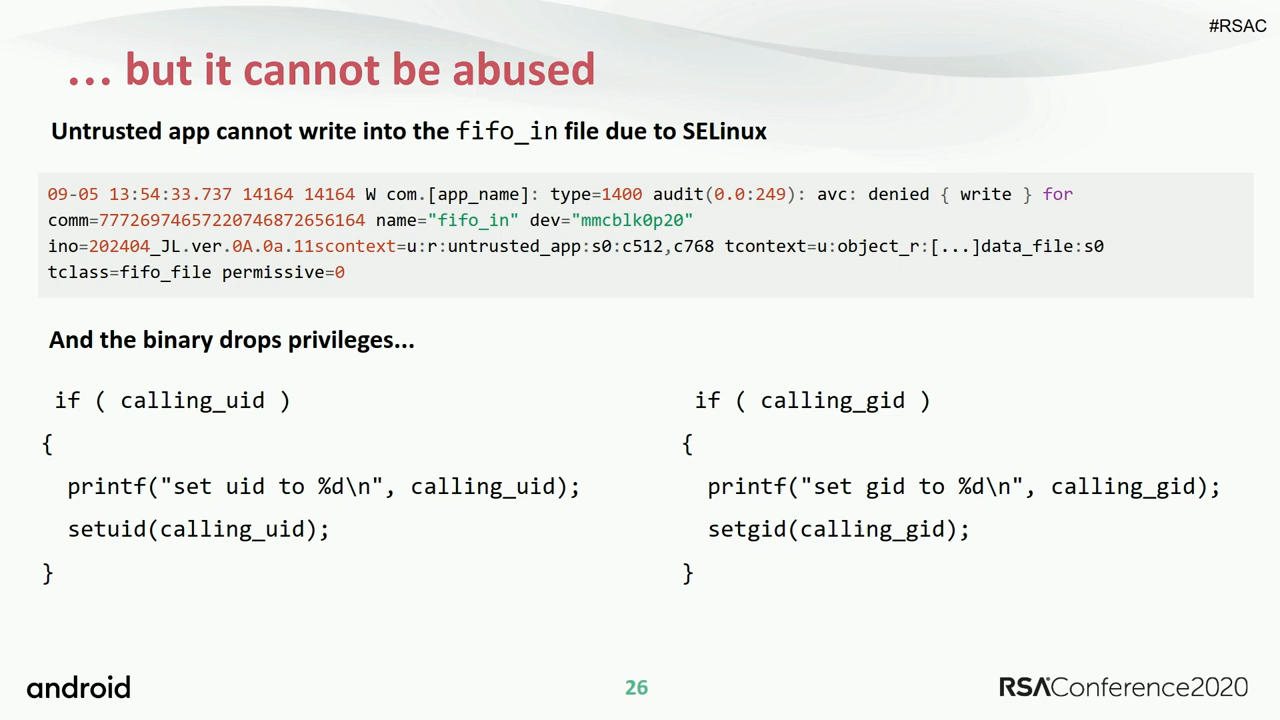 #RSAC
... but it cannot be abused
Untrusted app cannot write into the fifo_in file due to SELinux
09-05 13:54:33.737 14164 14164 W com.[app_name]: type=1400 audit(0.0:249): avc: denied { write } for
comm=777269746572207468726561​64 name="fifo_in" dev="mmcblk0p20"
ino=202404_JL.ver.0A.0a.11scontext=u:r:untrusted_app:s0:c512,c768 tcontext=u:object_r:[...]data_file:s0
tclass=fifo_file permissive=0
And the binary drops privileges...
if ( calling_uid )
{
printf("set uid to %d\n", calling_uid);
setuid(calling_uid);
}
if ( calling_gid )
{
printf("set gid to %d\n", calling_gid);
setgid(calling_gid);
}
android
26
RSAConference2020